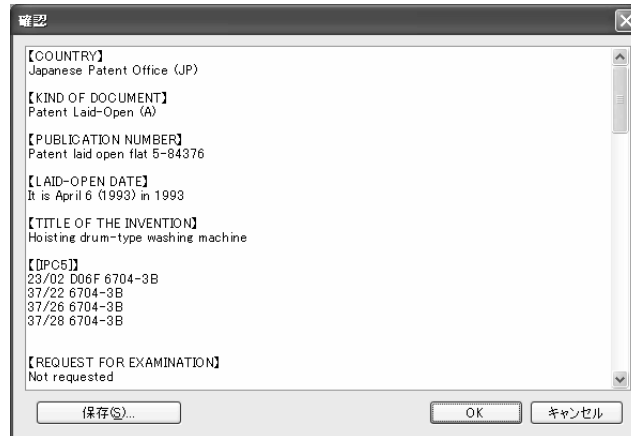 確認
【COUNTRY】
Japanese Patent Office (JP)
【KIND OF DOCUMENT】
Patent Laid-Open (A)
【PUBLICATION NUMBER】
Patent laid open flat 5-84376
【LAID-OPEN DATE】
It is April 6 (1993) in 1993
【TITLE OF THE INVENTION】
Hoisting drum-type washing machine
【[IPC5]】
23/02 D06F 6704-3B
37/22 6704-3B
37/26 6704-3B
37/28 6704-3B
【REQUEST FOR EXAMINATION】
Not requested
保存(S)... OK キャンセル